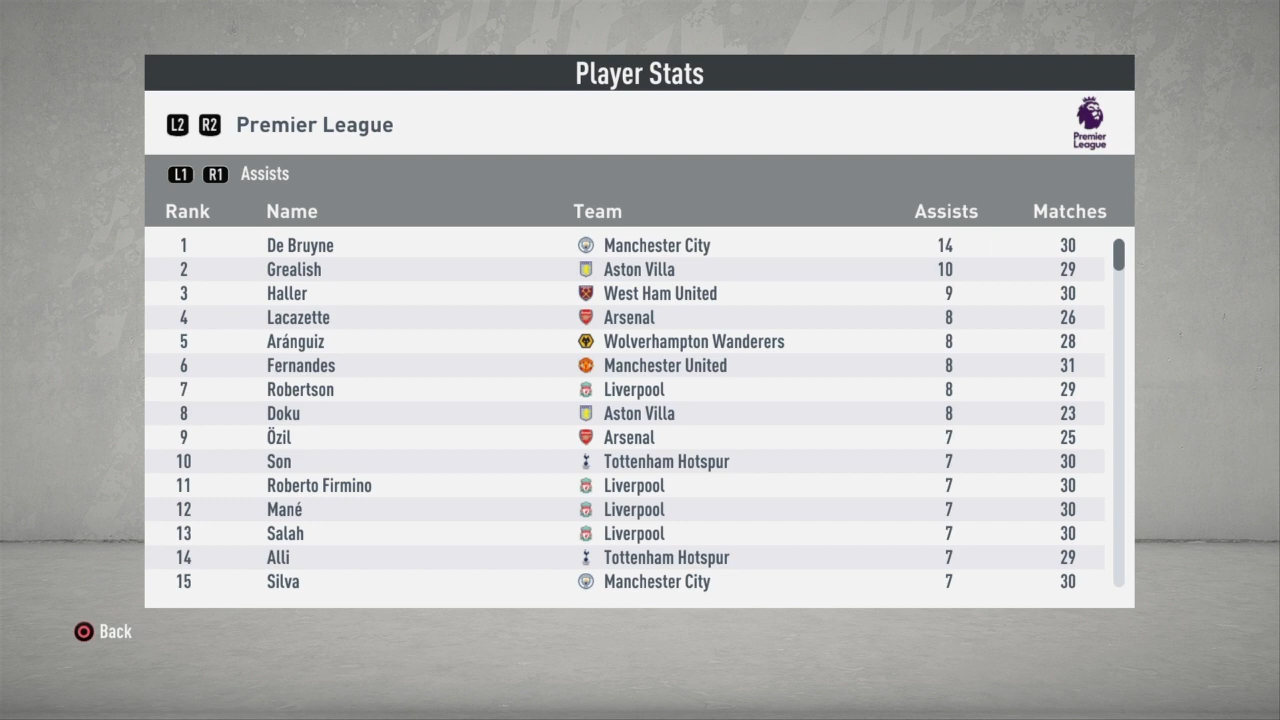 Player Stats
L2 R2 Premier League
Premier League
L1 R1 Assists
Rank Name Team Assists Matches
1 De Bruyne Manchester City 14 30
2 Grealish Aston Villa 10 29
3 Haller West Ham United 9 30
4 Lacazette Arsenal 8 26
5 Aránguiz Wolverhampton Wanderers 8 28
6 Fernandes Manchester United 8 31
7 Robertson Liverpool 8 29
8 Doku Aston Villa 8 23
9 Özil Arsenal 7 25
10 Son Tottenham Hotspur 7 30
11 Roberto Firmino Liverpool 7 30
12 Mané Liverpool 7 30
13 Salah Liverpool 7 30
14 Alli Tottenham Hotspur 7 29
15 Silva Manchester City 7 30
Back